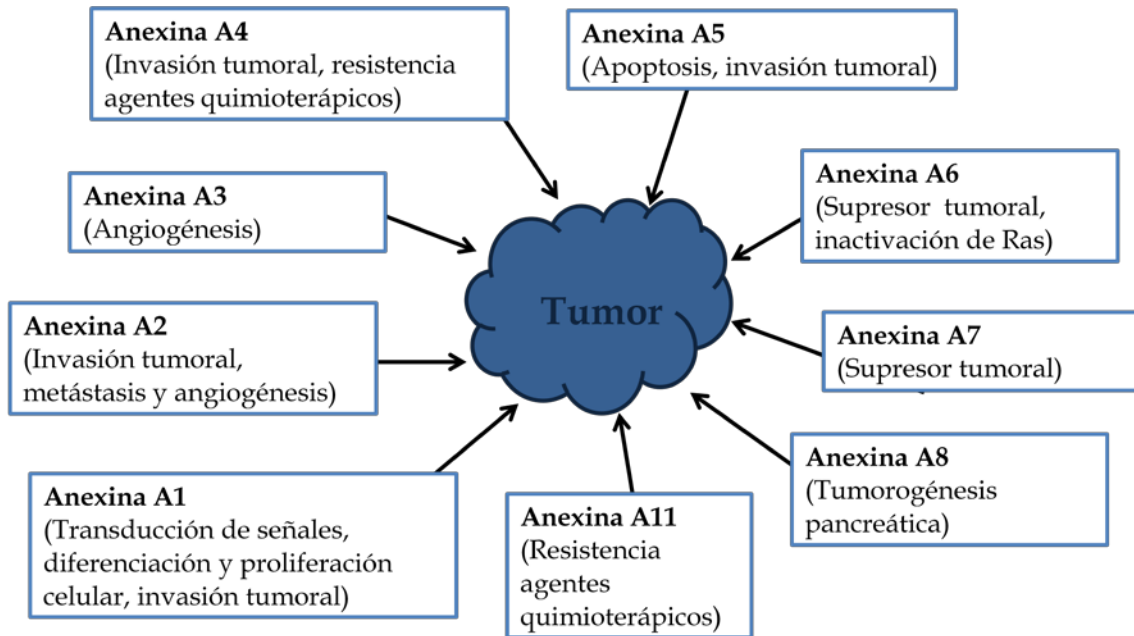 Anexina A4
(Invasión tumoral, resistencia
agentes quimioterápicos)
Anexina A5
(Apoptosis, invasión tumoral)
Anexina A3
(Angiogénesis)
Anexina A6
(Supresor tumoral,
inactivación de Ras)
Tumor
Anexina A2
(Invasión tumoral,
metástasis y angiogénesis)
Anexina A7
(Supresor tumoral)
Anexina A1
(Transducción de señales,
diferenciación y proliferación
celular, invasión tumoral)
Anexina A11
(Resistencia
agentes
quimioterápicos)
Anexina A8
(Tumorogénesis
pancreática)